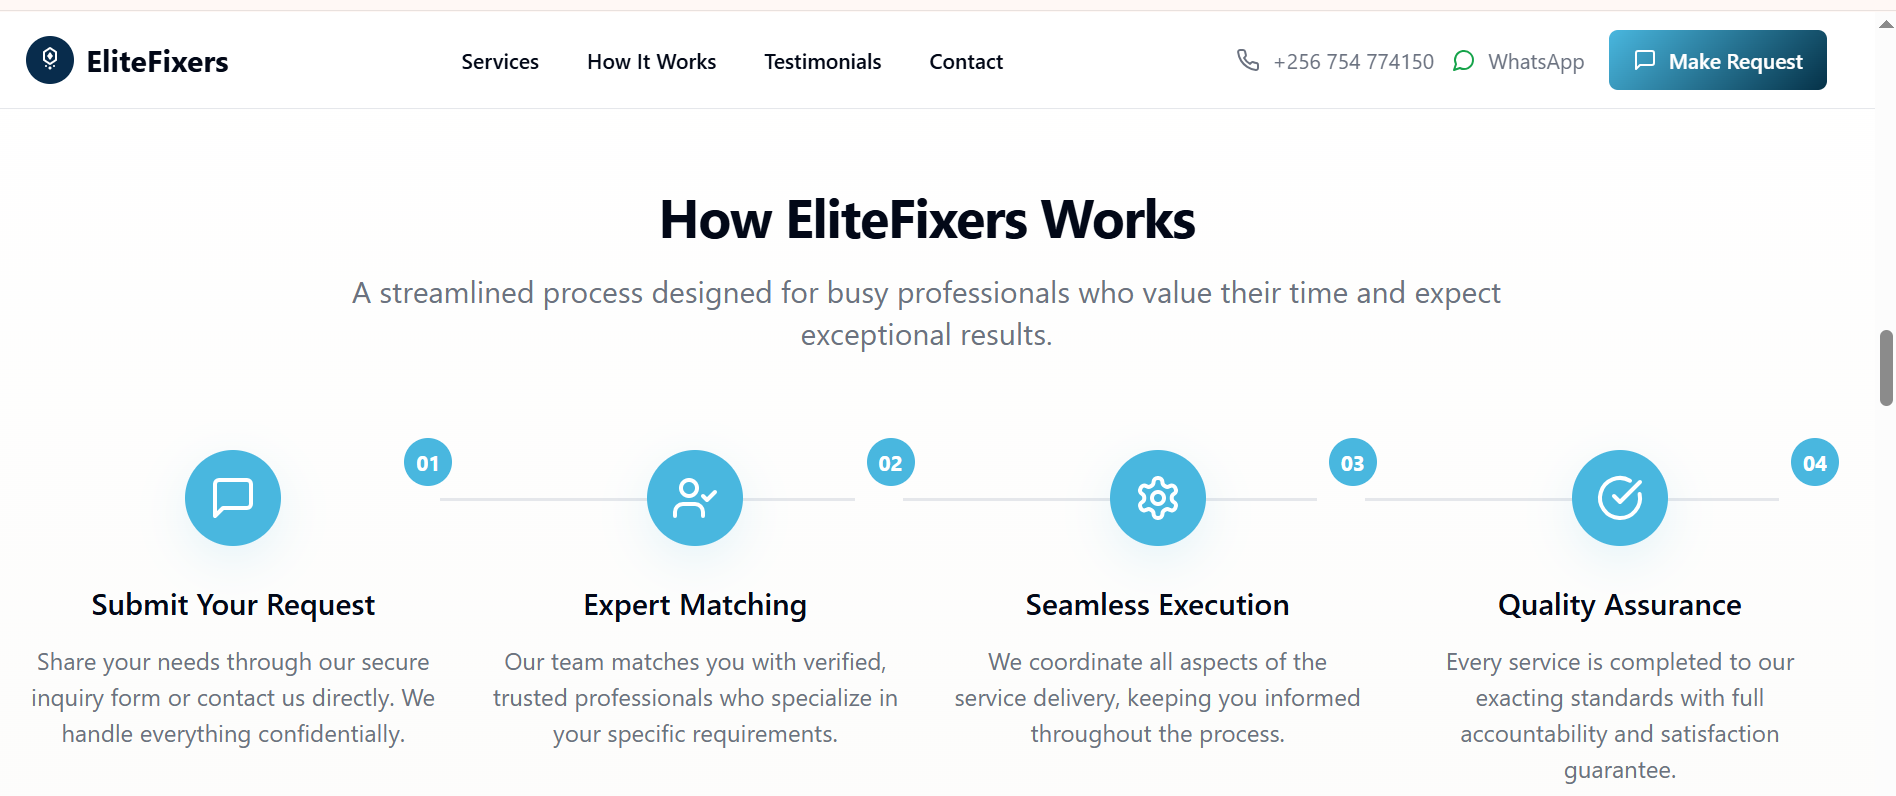 EliteFixers
Services
How It Works
Testimonials
Contact
+256 754 774150
WhatsApp
Make Request
How EliteFixers Works
A streamlined process designed for busy professionals who value their time and expect
exceptional results.
01
Submit Your Request
Share your needs through our secure
inquiry form or contact us directly. We
handle everything confidentially.
02
Expert Matching
Our team matches you with verified,
trusted professionals who specialize in
your specific requirements.
03
Seamless Execution
We coordinate all aspects of the
service delivery, keeping you informed
throughout the process.
04
Quality Assurance
Every service is completed to our
exacting standards with full
accountability and satisfaction
guarantee.